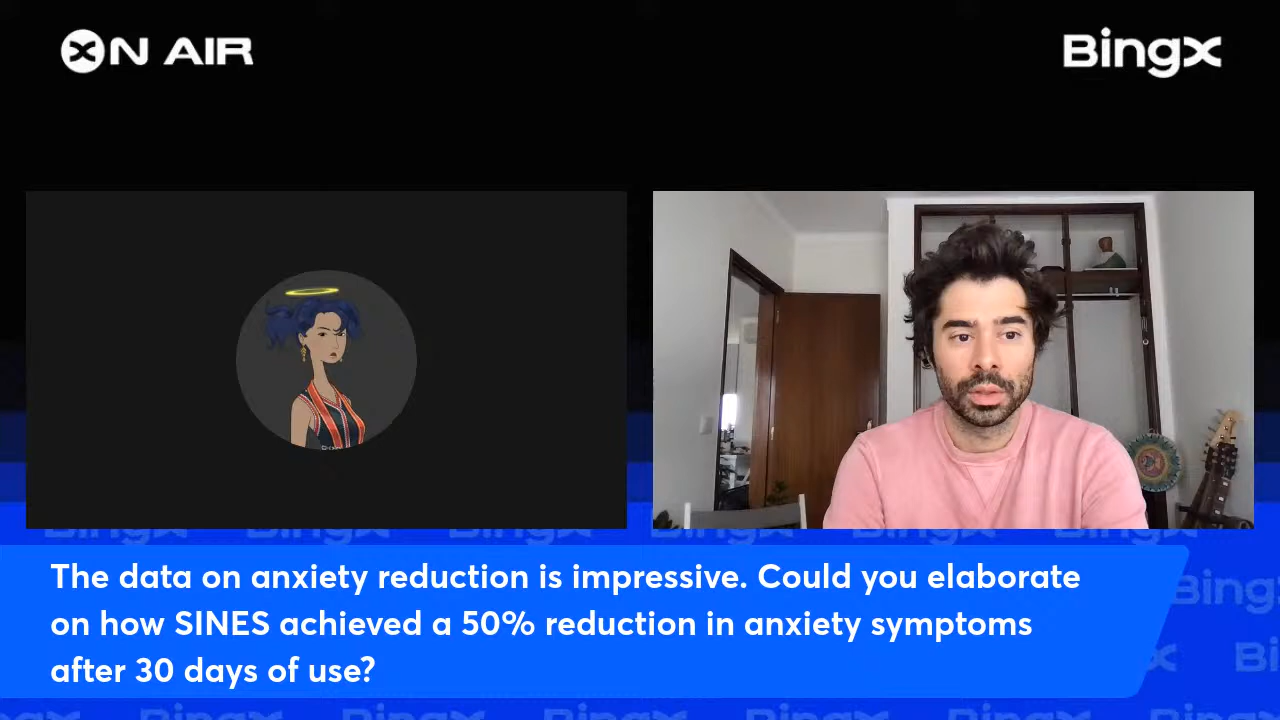 ON AIR
BingX
The data on anxiety reduction is impressive. Could you elaborate
on how SINES achieved a 50% reduction in anxiety symptoms
after 30 days of use?